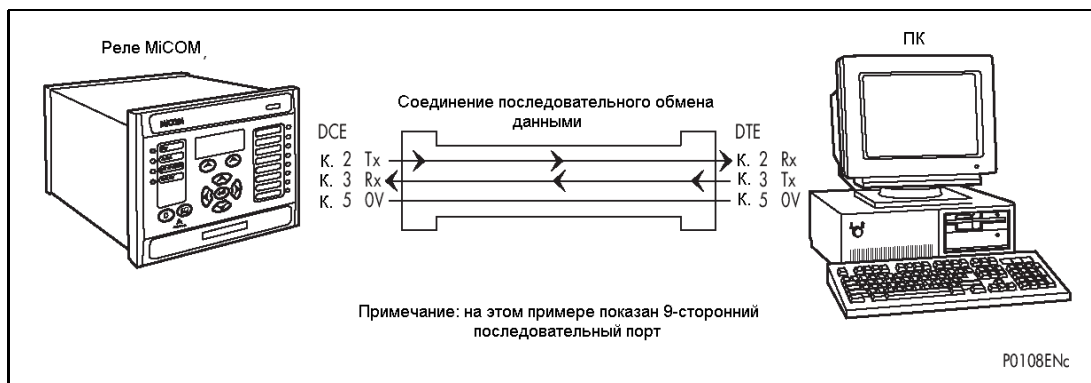 Реле MiCOM,
ПК
Соединение последовательного обмена
данными
DCE
DTE
К. 2 Tx
К. 2 Rx
К. 3 Rx
К. 3 Tx
К. 5 0V
К. 5 0V
MiCOM
Примечание: на этом примере показан 9-сторонний
последовательный порт
P0108ENc